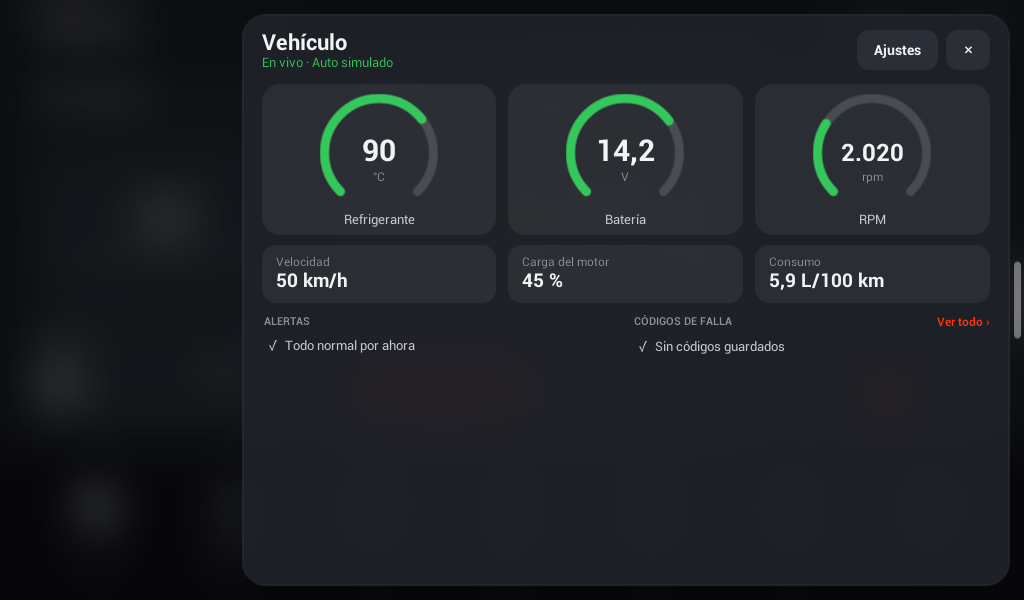 Vehículo
En vivo · Auto simulado
Ajustes
×
90
°C
Refrigerante
14,2
V
Batería
2.020
rpm
RPM
Velocidad
50 km/h
Carga del motor
45 %
Consumo
5,9 L/100 km
ALERTAS
CÓDIGOS DE FALLA
Ver todo ›
✓ Todo normal por ahora
✓ Sin códigos guardados